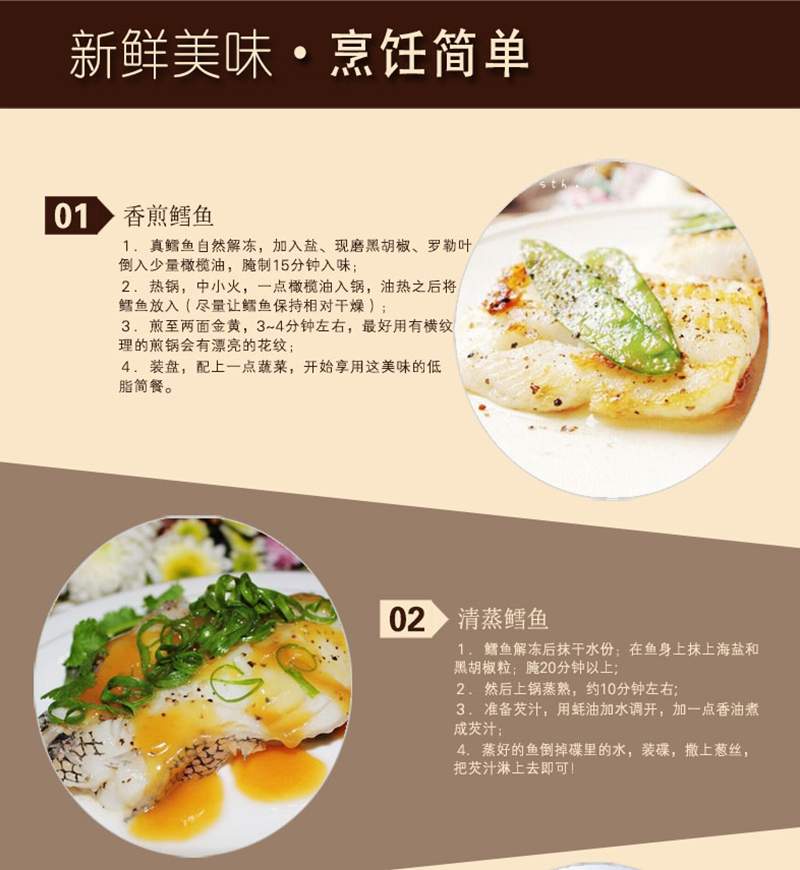 新鲜美味·烹饪简单
sth.
01 香煎鳕鱼
1． 真鳕鱼自然解冻，加入盐、现磨黑胡椒、罗勒叶
倒入少量橄榄油，腌制15分钟入味；
2． 热锅，中小火，一点橄榄油入锅，油热之后将
鳕鱼放入（尽量让鳕鱼保持相对干燥）；
3． 煎至两面金黄，3~4分钟左右，最好用有横纹
理的煎锅会有漂亮的花纹；
4． 装盘，配上一点蔬菜，开始享用这美味的低
脂简餐。
02 清蒸鳕鱼
1． 鳕鱼解冻后抹干水份；在鱼身上抹上海盐和
黑胡椒粒；腌20分钟以上；
2． 然后上锅蒸熟，约10分钟左右；
3． 准备芡汁，用蚝油加水调开，加一点香油煮
成芡汁；
4. 蒸好的鱼倒掉碟里的水，装碟，撒上葱丝，
把芡汁淋上去即可！